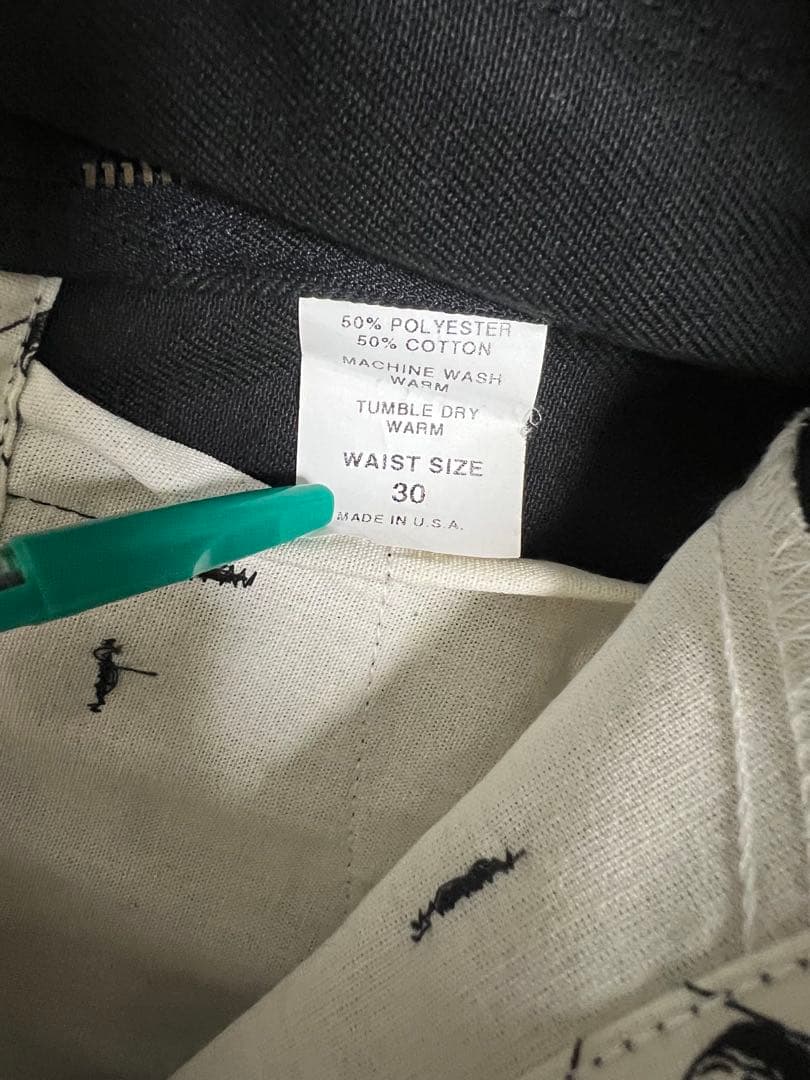 50% POLYESTER
50% COTTON
MACHINE WASH
WARM
TUMBLE DRY
WARM
WAIST SIZE
30
MADE IN U.S.A.